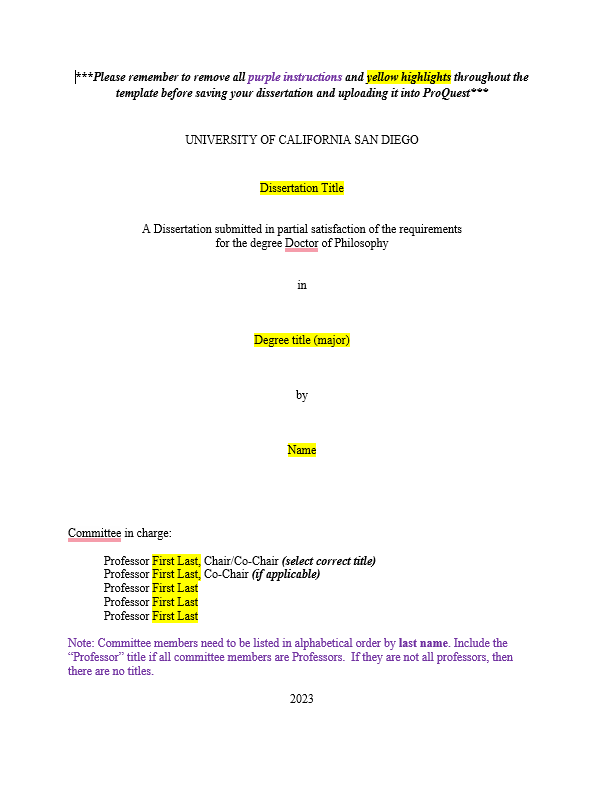 ***Please remember to remove all purple instructions and yellow highlights throughout the
template before saving your dissertation and uploading it into ProQuest***
UNIVERSITY OF CALIFORNIA SAN DIEGO
Dissertation Title
A Dissertation submitted in partial satisfaction of the requirements
for the degree Doctor of Philosophy
in
Degree title (major)
by
Name
Committee in charge:
Professor First Last, Chair/Co-Chair (select correct title)
Professor First Last, Co-Chair (if applicable)
Professor First Last
Professor First Last
Professor First Last
Note: Committee members need to be listed in alphabetical order by last name. Include the
“Professor” title if all committee members are Professors.  If they are not all professors, then
there are no titles.
2023